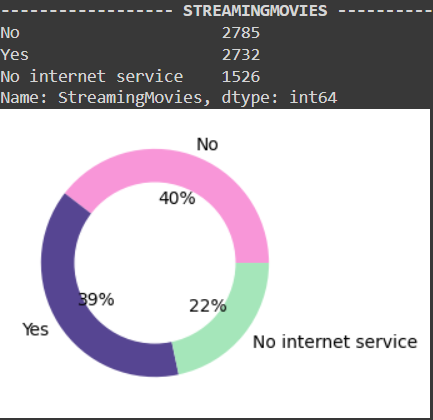 ------------------ STREAMINGMOVIES ----------
No                     2785
Yes                    2732
No internet service    1526
Name: StreamingMovies, dtype: int64
No
40%
39%
22%
Yes
No internet service